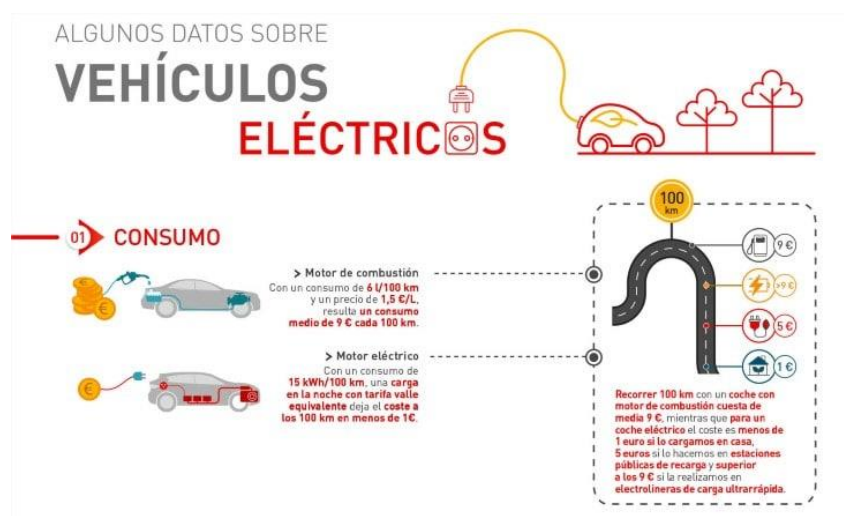 ALGUNOS DATOS SOBRE
VEHÍCULOS
ELÉCTRICOS
01 CONSUMO
> Motor de combustión
Con un consumo de 6 l/100 km
y un precio de 1,5 €/L,
resulta un consumo
medio de 9 € cada 100 km.
> Motor eléctrico
Con un consumo de
15 kWh/100 km, una carga
en la noche con tarifa valle
equivalente deja el coste a
los 100 km en menos de 1€.
100
km
9 €
>9 €
5 €
1 €
Recorrer 100 km con un coche con
motor de combustión cuesta de
media 9 €, mientras que para un
coche eléctrico el coste es menos de
1 euro si lo cargamos en casa,
5 euros si lo hacemos en estaciones
públicas de recarga y superior
a los 9 € si la realizamos en
electrolineras de carga ultrarrápida.